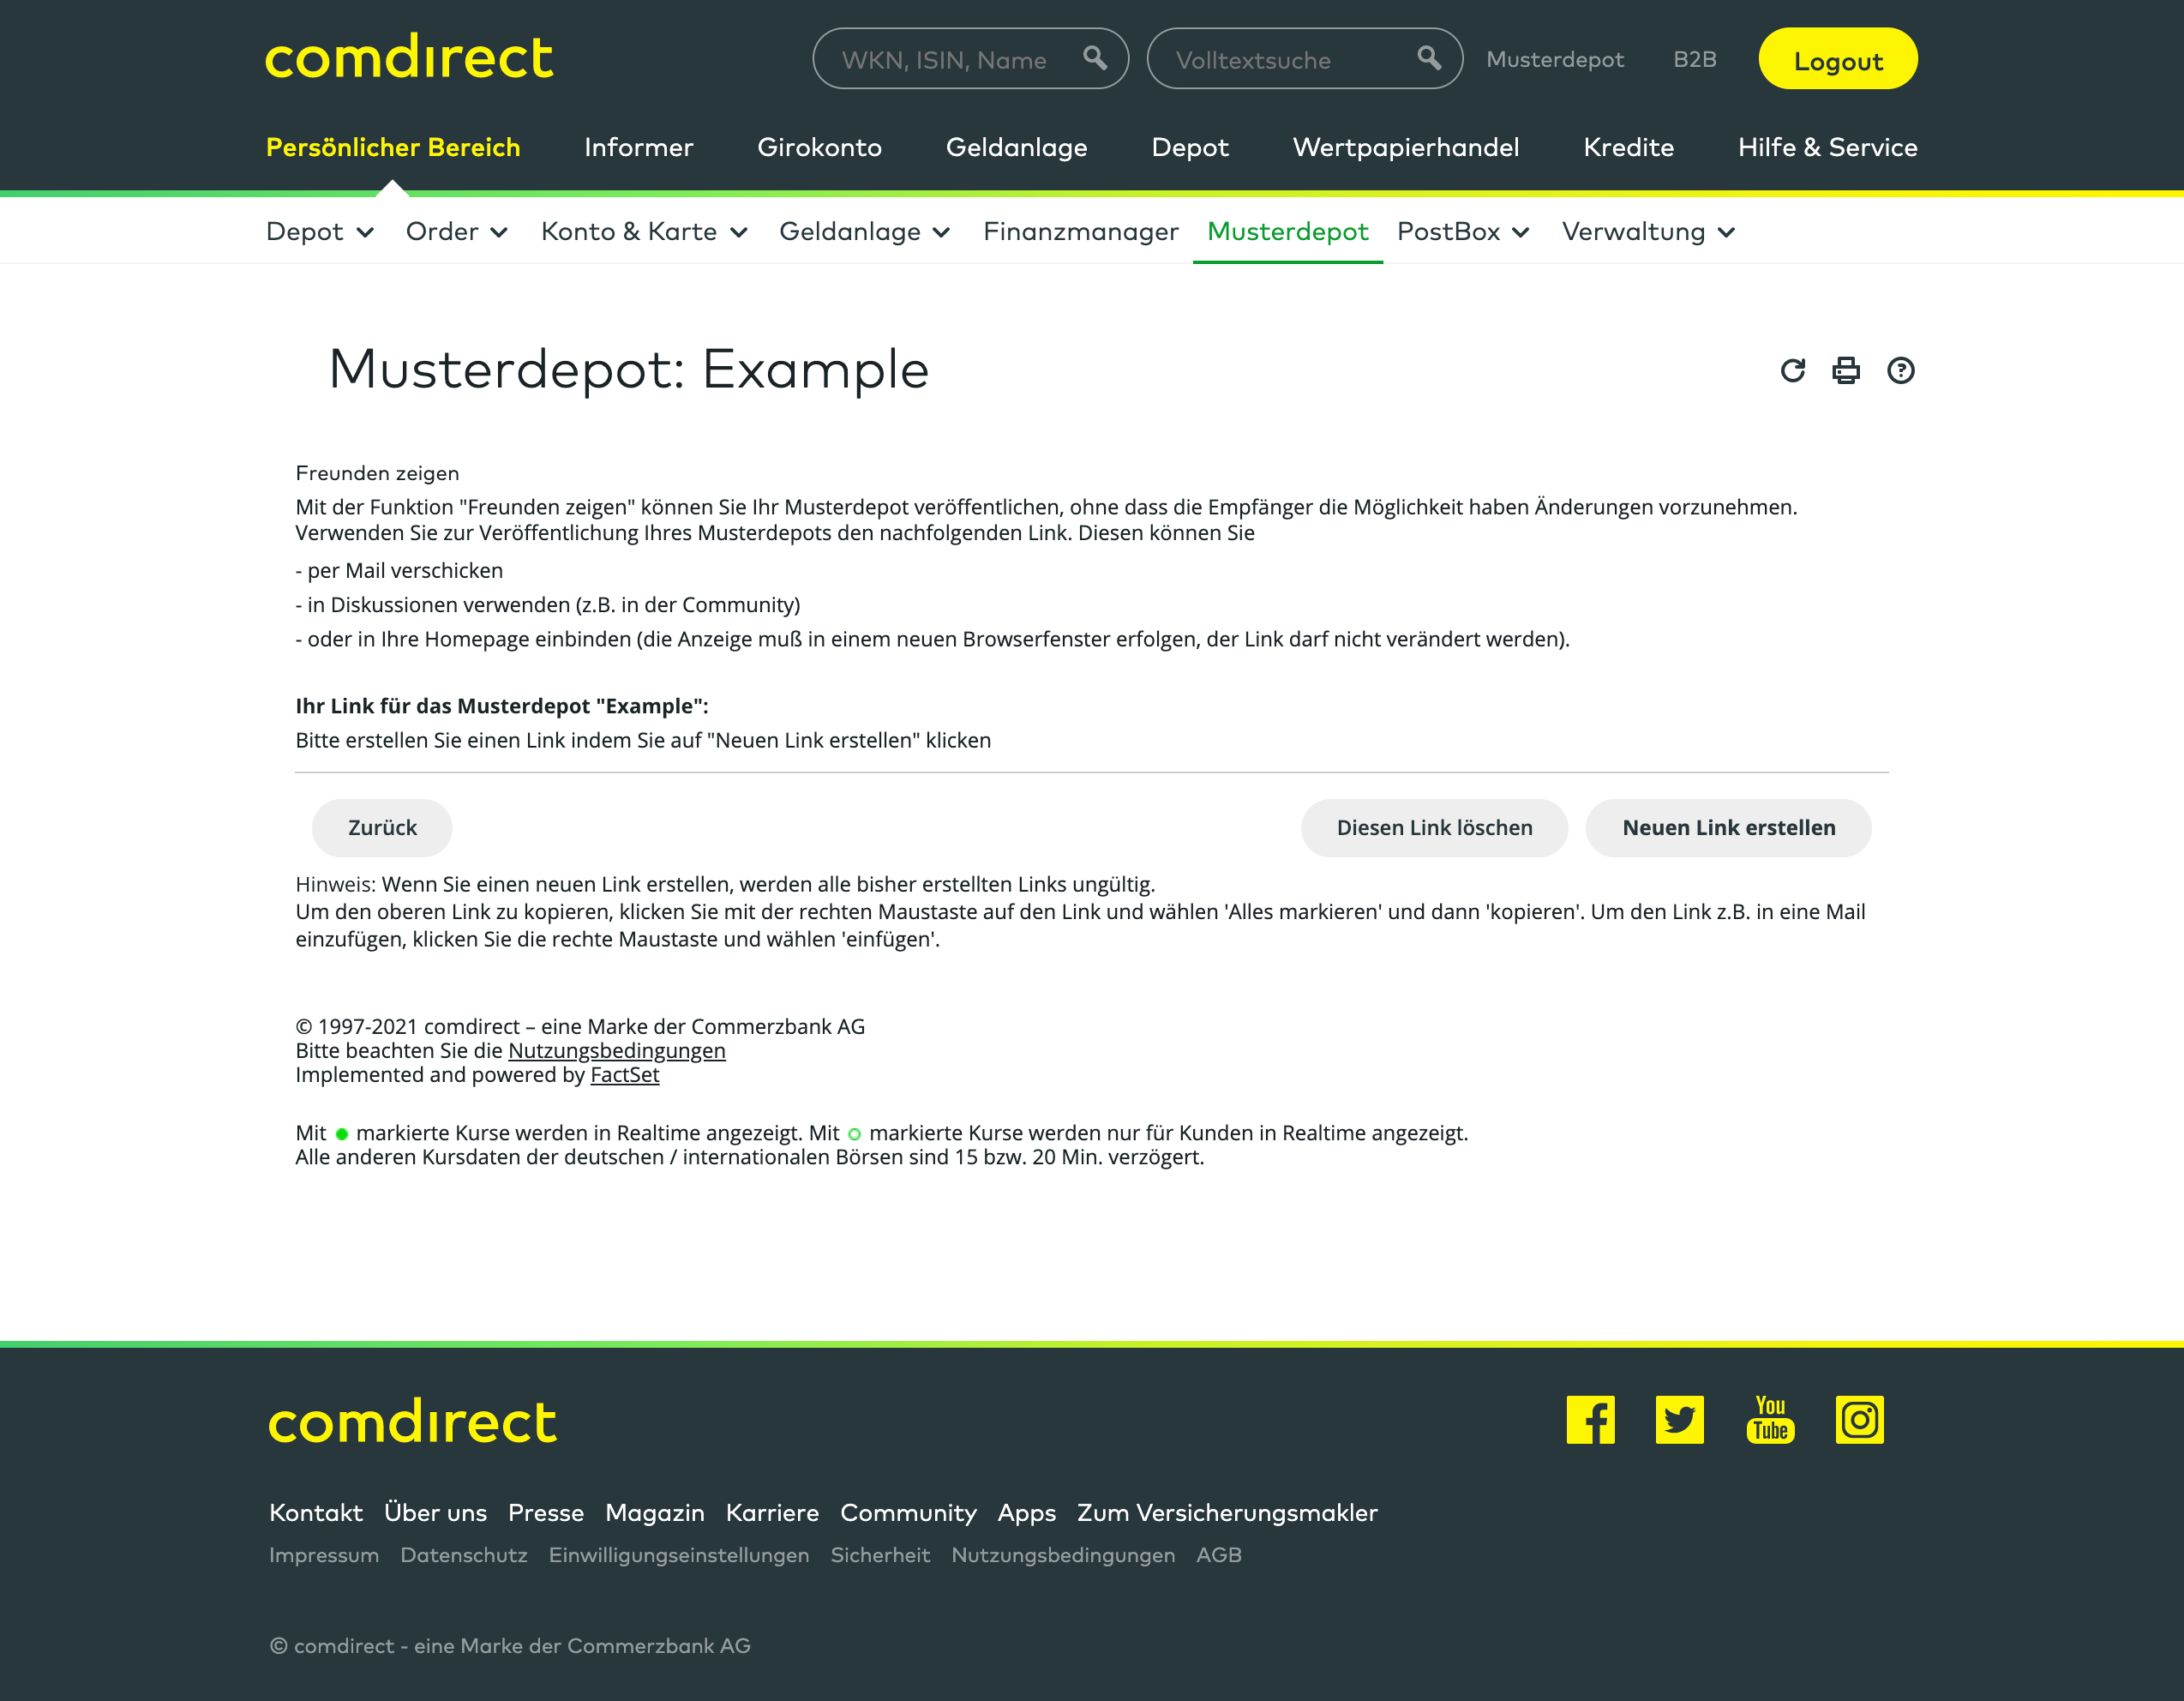 comdirect
WKN, ISIN, Name
Volltextsuche
Musterdepot
B2B
Logout
Persönlicher Bereich
Informer
Girokonto
Geldanlage
Depot
Wertpapierhandel
Kredite
Hilfe & Service
Depot
Order
Konto & Karte
Geldanlage
Finanzmanager
Musterdepot
PostBox
Verwaltung
Musterdepot: Example
Freunden zeigen
Mit der Funktion "Freunden zeigen" können Sie Ihr Musterdepot veröffentlichen, ohne dass die Empfänger die Möglichkeit haben Änderungen vorzunehmen.
Verwenden Sie zur Veröffentlichung Ihres Musterdepots den nachfolgenden Link. Diesen können Sie
- per Mail verschicken
- in Diskussionen verwenden (z.B. in der Community)
- oder in Ihre Homepage einbinden (die Anzeige muß in einem neuen Browserfenster erfolgen, der Link darf nicht verändert werden).
Ihr Link für das Musterdepot "Example":
Bitte erstellen Sie einen Link indem Sie auf "Neuen Link erstellen" klicken
Zurück
Diesen Link löschen
Neuen Link erstellen
Hinweis: Wenn Sie einen neuen Link erstellen, werden alle bisher erstellten Links ungültig.
Um den oberen Link zu kopieren, klicken Sie mit der rechten Maustaste auf den Link und wählen 'Alles markieren' und dann 'kopieren'. Um den Link z.B. in eine Mail
einzufügen, klicken Sie die rechte Maustaste und wählen 'einfügen'.
© 1997-2021 comdirect – eine Marke der Commerzbank AG
Bitte beachten Sie die Nutzungsbedingungen
Implemented and powered by FactSet
Mit markierte Kurse werden in Realtime angezeigt. Mit markierte Kurse werden nur für Kunden in Realtime angezeigt.
Alle anderen Kursdaten der deutschen / internationalen Börsen sind 15 bzw. 20 Min. verzögert.
comdirect
You
Tube
Kontakt Über uns Presse Magazin Karriere Community Apps Zum Versicherungsmakler
Impressum Datenschutz Einwilligungseinstellungen Sicherheit Nutzungsbedingungen AGB
© comdirect - eine Marke der Commerzbank AG